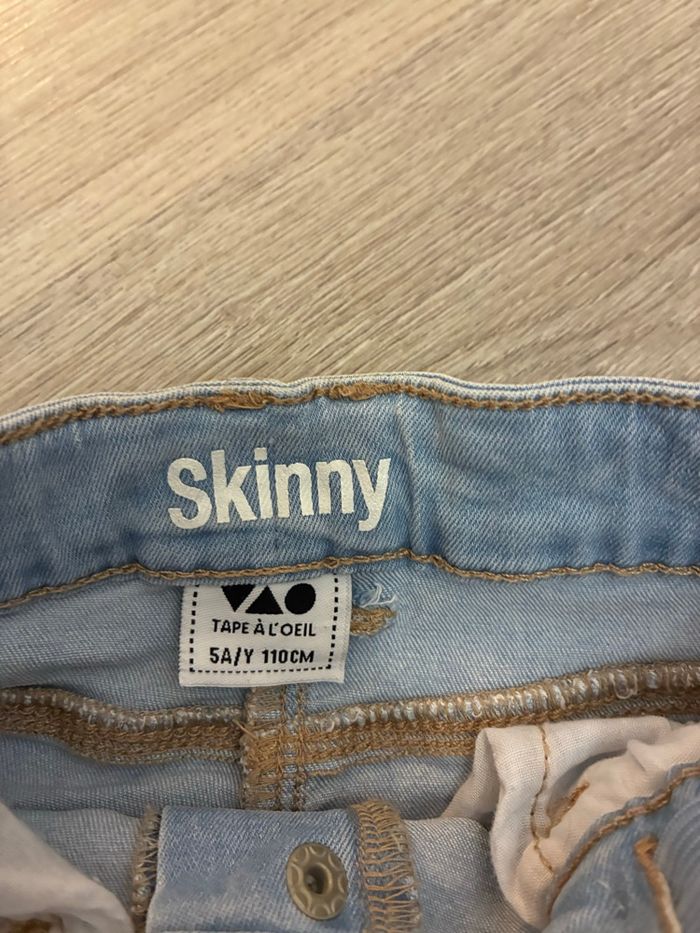 Skinny
TAPE À L'OEIL
5A/Y 110CM